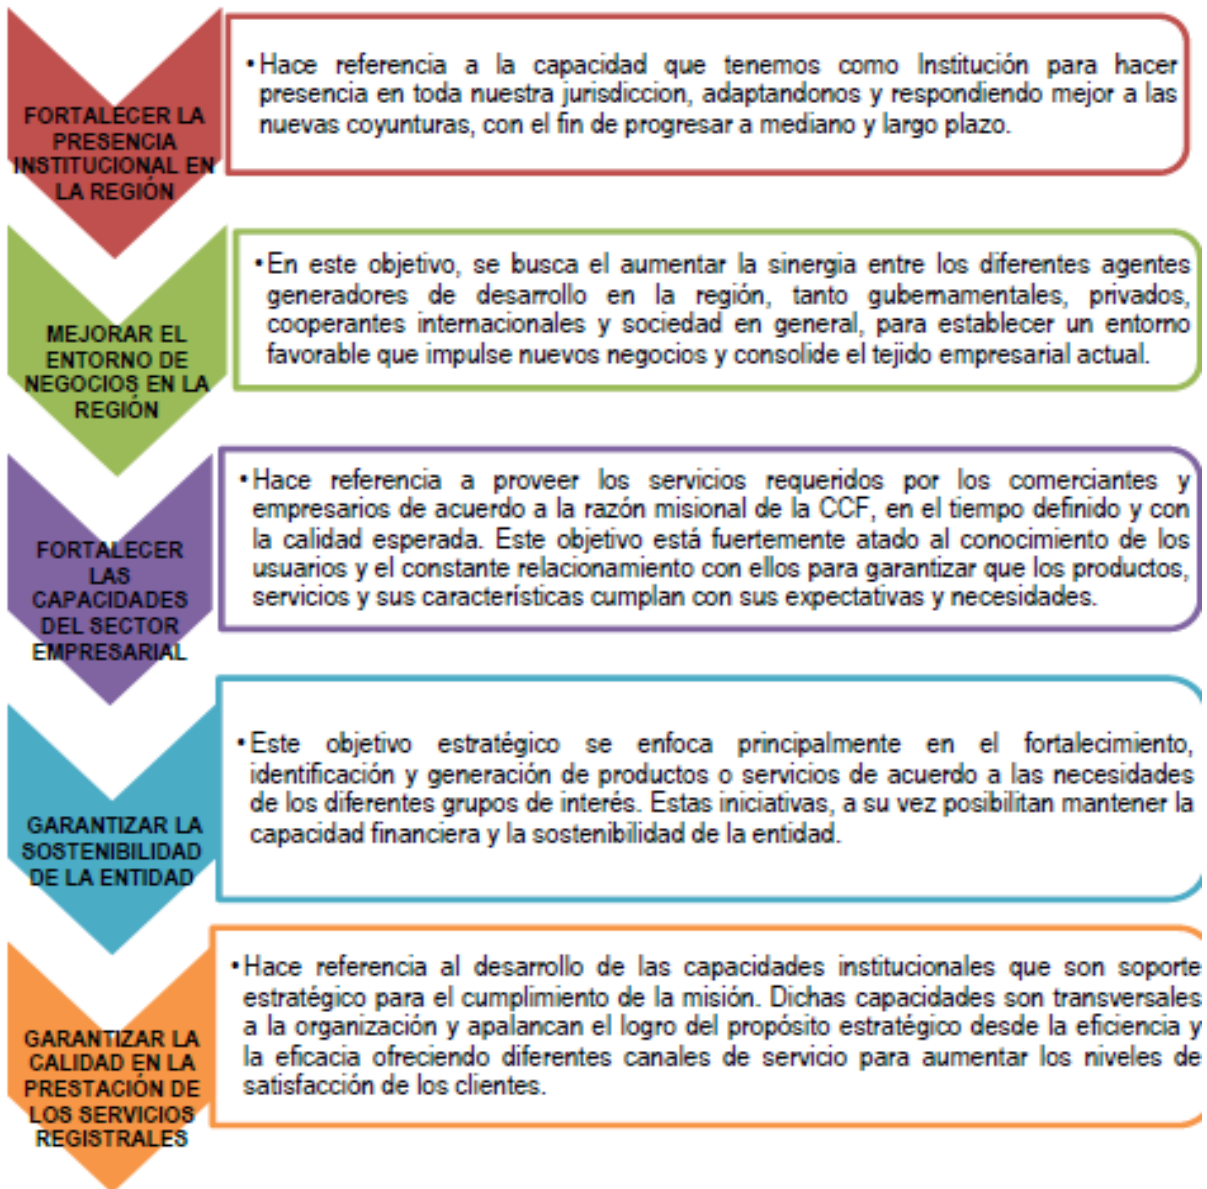 FORTALECER LA
PRESENCIA
INSTITUCIONAL EN
LA REGIÓN
•Hace referencia a la capacidad que tenemos como Institución para hacer
presencia en toda nuestra jurisdiccion, adaptandonos y respondiendo mejor a las
nuevas coyunturas, con el fin de progresar a mediano y largo plazo.
MEJORAR EL
ENTORNO DE
NEGOCIOS EN LA
REGIÓN
•En este objetivo, se busca el aumentar la sinergia entre los diferentes agentes
generadores de desarrollo en la región, tanto gubernamentales, privados,
cooperantes internacionales y sociedad en general, para establecer un entorno
favorable que impulse nuevos negocios y consolide el tejido empresarial actual.
FORTALECER
LAS
CAPACIDADES
DEL SECTOR
EMPRESARIAL
•Hace referencia a proveer los servicios requeridos por los comerciantes y
empresarios de acuerdo a la razón misional de la CCF, en el tiempo definido y con
la calidad esperada. Este objetivo está fuertemente atado al conocimiento de los
usuarios y el constante relacionamiento con ellos para garantizar que los productos,
servicios y sus características cumplan con sus expectativas y necesidades.
GARANTIZAR LA
SOSTENIBILIDAD
DE LA ENTIDAD
•Este objetivo estratégico se enfoca principalmente en el fortalecimiento,
identificación y generación de productos o servicios de acuerdo a las necesidades
de los diferentes grupos de interés. Estas iniciativas, a su vez posibilitan mantener la
capacidad financiera y la sostenibilidad de la entidad.
GARANTIZAR LA
CALIDAD EN LA
PRESTACIÓN DE
LOS SERVICIOS
REGISTRALES
•Hace referencia al desarrollo de las capacidades institucionales que son soporte
estratégico para el cumplimiento de la misión. Dichas capacidades son transversales
a la organización y apalancan el logro del propósito estratégico desde la eficiencia y
la eficacia ofreciendo diferentes canales de servicio para aumentar los niveles de
satisfacción de los clientes.